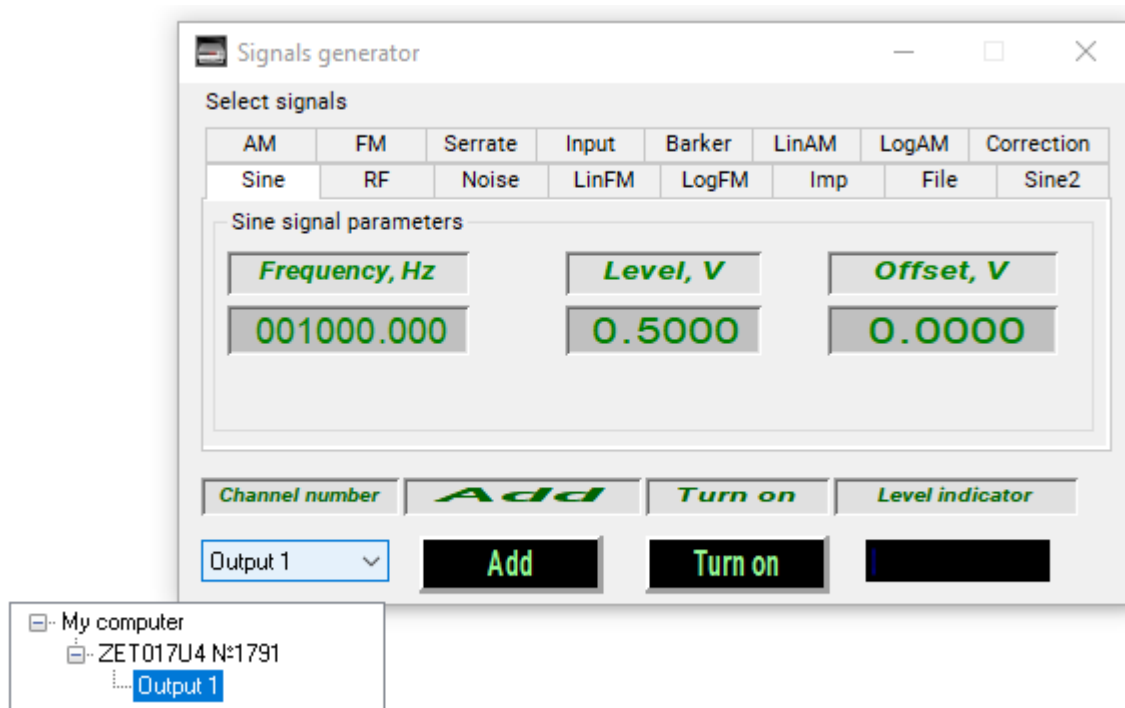 Signals generator
Select signals
AM FM Serrate Input Barker LinAM LogAM Correction
Sine RF Noise LinFM LogFM Imp File Sine2
Sine signal parameters
Frequency, Hz Level, V Offset, V
001000.000 0.5000 0.0000
Channel number Add Turn on Level indicator
Output 1 Add Turn on
My computer
ZET017U4 №1791
Output 1